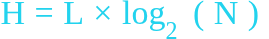 H = L × log₂ ( N )